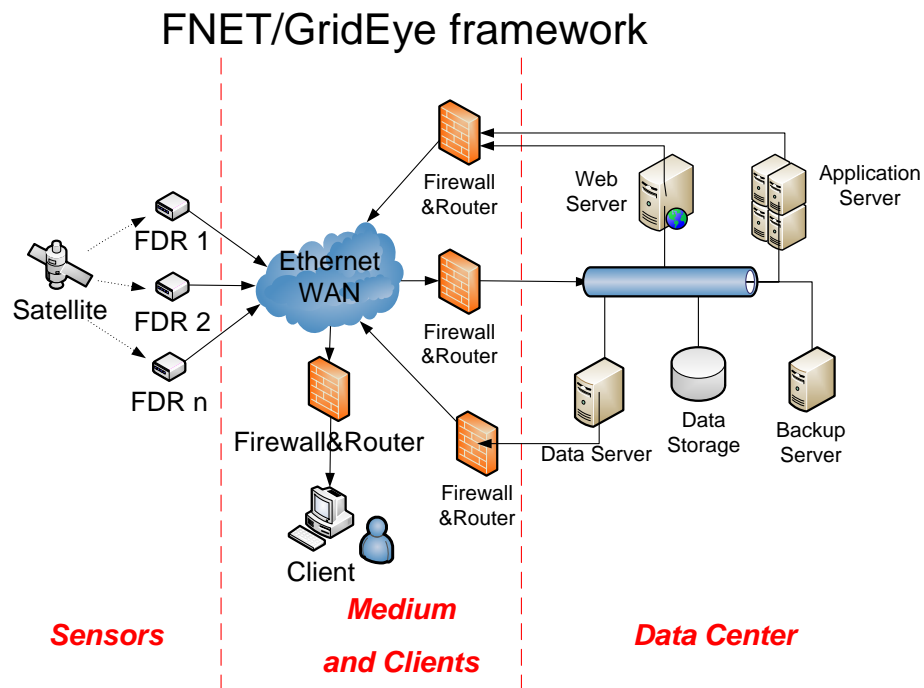 FNET/GridEye framework
Satellite
FDR 1
FDR 2
FDR n
Ethernet
WAN
Firewall
&Router
Firewall
&Router
Firewall&Router
Firewall
&Router
Client
Web
Server
Application
Server
Data Server
Data
Storage
Backup
Server
Sensors
Medium
and Clients
Data Center